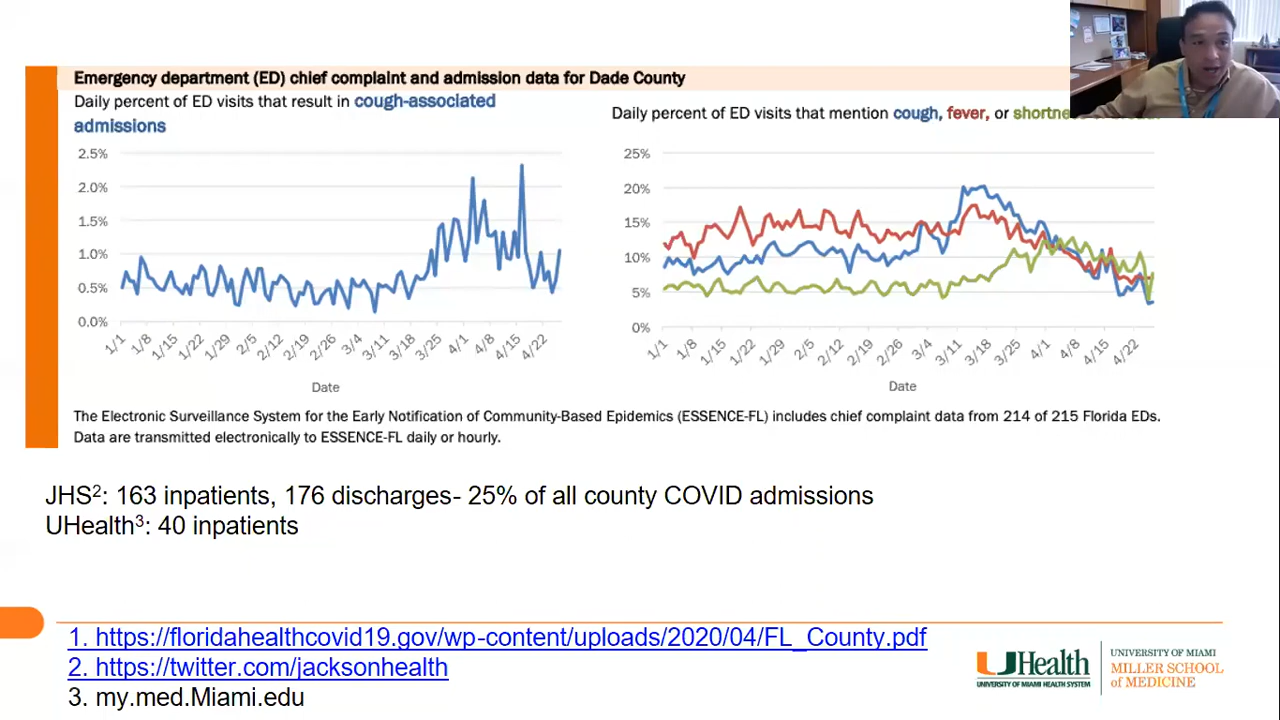 Emergency department (ED) chief complaint and admission data for Dade County
Daily percent of ED visits that result in cough-associated
admissions
2.5%
2.0%
1.5%
1.0%
0.5%
0.0%
1/1 1/8 1/15 1/22 1/29 2/5 2/12 2/19 2/26 3/4 3/11 3/18 3/25 4/1 4/8 4/15 4/22
Date
Daily percent of ED visits that mention cough, fever, or
25%
20%
15%
10%
5%
0%
1/1 1/8 1/15 1/22 1/29 2/5 2/12 2/19 2/26 3/4 3/11 3/18 3/25 4/1 4/8 4/15 4/22
Date
The Electronic Surveillance System for the Early Notification of Community-Based Epidemics (ESSENCE-FL) includes chief complaint data from 214 of 215 Florida EDs.
Data are transmitted electronically to ESSENCE-FL daily or hourly.
JHS2: 163 inpatients, 176 discharges- 25% of all county COVID admissions
UHealth3: 40 inpatients
1. https://floridahealthcovid19.gov/wp-content/uploads/2020/04/FL_County.pdf
2. https://twitter.com/jacksonhealth
3. my.med.Miami.edu
UHealth
UNIVERSITY OF MIAMI HEALTH SYSTEM
UNIVERSITY OF MIAMI
MILLER SCHOOL
of MEDICINE